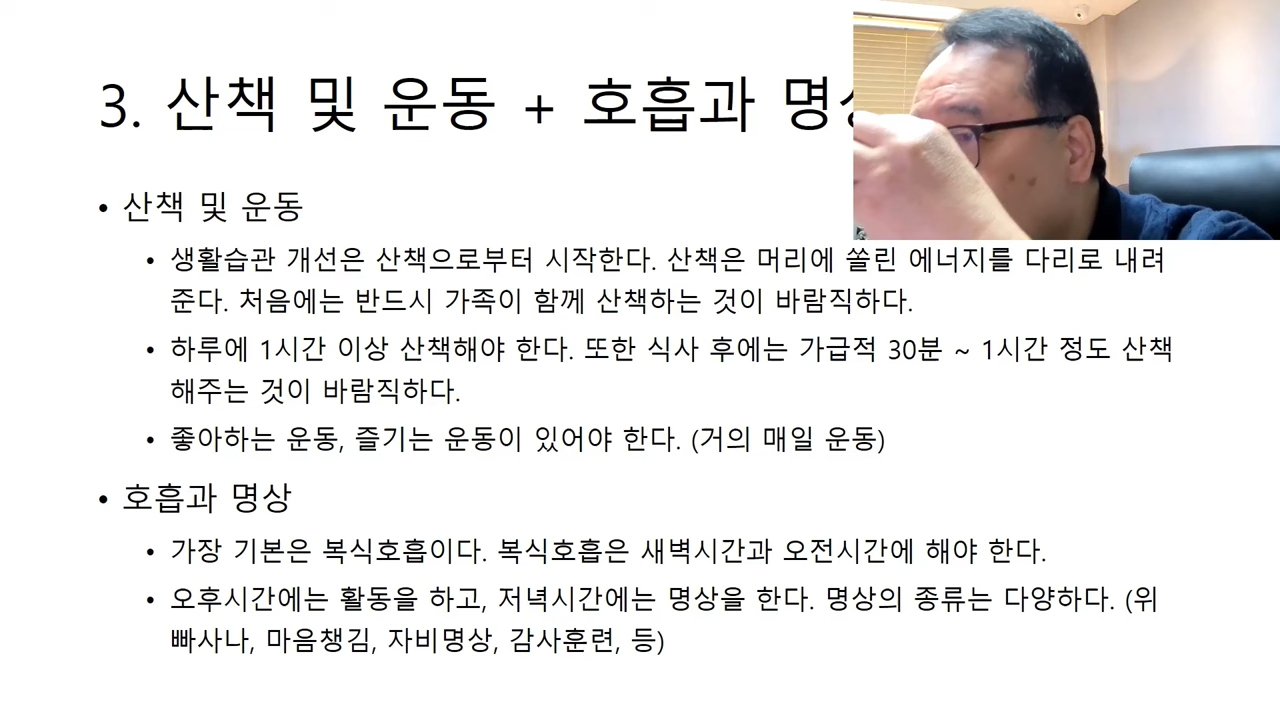 3. 산책 및 운동 + 호흡과
• 산책 및 운동
• 생활습관 개선은 산책으로부터 시작한다. 산책은 머리에 쏠린 에너지를 다리로 내려
준다. 처음에는 반드시 가족이 함께 산책하는 것이 바람직하다.
• 하루에 1시간 이상 산책해야 한다. 또한 식사 후에는 가급적 30분 ~ 1시간 정도 산책
해주는 것이 바람직하다.
• 좋아하는 운동, 즐기는 운동이 있어야 한다. (거의 매일 운동)
• 호흡과 명상
• 가장 기본은 복식호흡이다. 복식호흡은 새벽시간과 오전시간에 해야 한다.
• 오후시간에는 활동을 하고, 저녁시간에는 명상을 한다. 명상의 종류는 다양하다. (위
빠사나, 마음챙김, 자비명상, 감사훈련, 등)